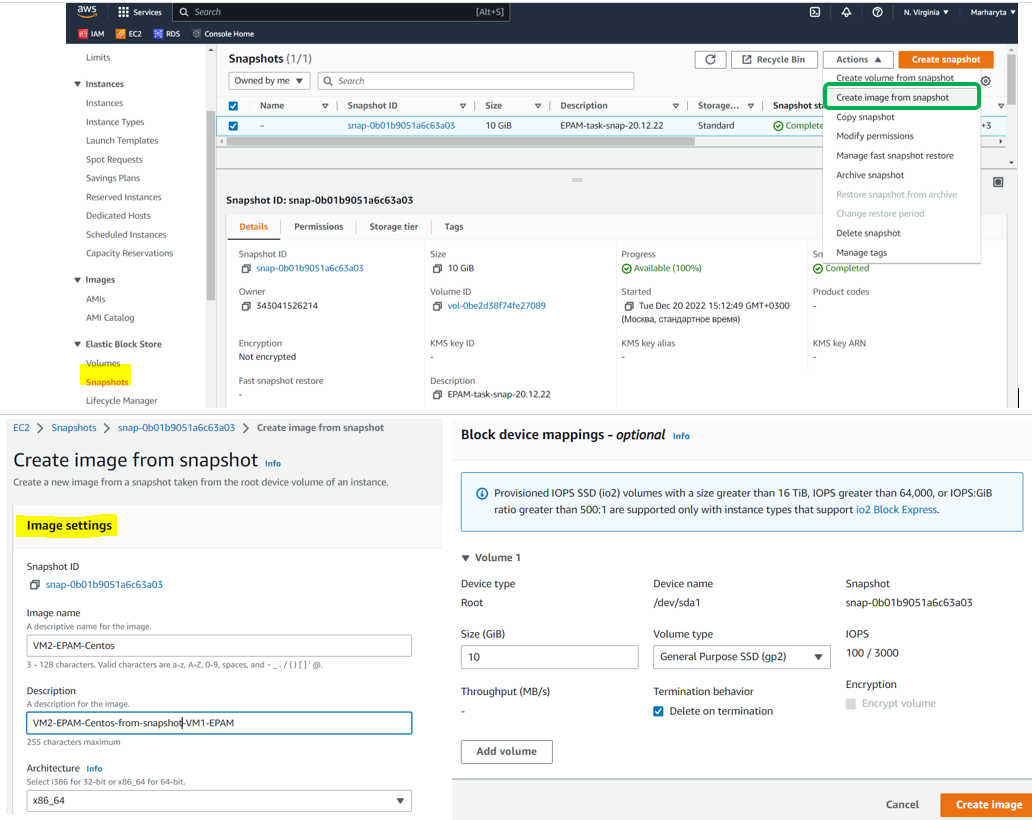 aws
Services
Search
[Alt+S]
N. Virginia
Marharyta
IAM
EC2
RDS
Console Home
Limits
Instances
Instances
Instance Types
Launch Templates
Spot Requests
Savings Plans
Reserved Instances
Dedicated Hosts
Scheduled Instances
Capacity Reservations
Images
AMIs
AMI Catalog
Elastic Block Store
Volumes
Snapshots
Lifecycle Manager
Snapshots (1/1)
Recycle Bin
Actions
Create snapshot
Owned by me
Search
Name
Snapshot ID
Size
Description
Storage...
Snapshot sta
–
snap-0b01b9051a6c63a03
10 GiB
EPAM-task-snap-20.12.22
Standard
Complete
+3
Create volume from snapshot
Create image from snapshot
Copy snapshot
Modify permissions
Manage fast snapshot restore
Archive snapshot
Restore snapshot from archive
Change restore period
Delete snapshot
Manage tags
Snapshot ID: snap-0b01b9051a6c63a03
Details
Permissions
Storage tier
Tags
Snapshot ID
snap-0b01b9051a6c63a03
Size
10 GiB
Progress
Available (100%)
Sn
Completed
Owner
343041526214
Volume ID
vol-0be2d38f74fe27089
Started
Tue Dec 20 2022 15:12:49 GMT+0300
(Москва, стандартное время)
Product codes
-
Encryption
Not encrypted
KMS key ID
-
KMS key alias
-
KMS key ARN
-
Fast snapshot restore
-
Description
EPAM-task-snap-20.12.22
EC2
Snapshots
snap-0b01b9051a6c63a03
Create image from snapshot
Create image from snapshot Info
Create a new image from a snapshot taken from the root device volume of an instance.
Image settings
Snapshot ID
snap-0b01b9051a6c63a03
Image name
A descriptive name for the image.
VM2-EPAM-Centos
3 - 128 characters. Valid characters are a-z, A-Z, 0-9, spaces, and – _ . / ( ) [ ] ' @.
Description
A description for the image.
VM2-EPAM-Centos-from-snapshot-VM1-EPAM
255 characters maximum
Architecture Info
Select i386 for 32-bit or x86_64 for 64-bit.
x86_64
Block device mappings - optional Info
Provisioned IOPS SSD (io2) volumes with a size greater than 16 TiB, IOPS greater than 64,000, or IOPS:GiB
ratio greater than 500:1 are supported only with instance types that support io2 Block Express.
Volume 1
Device type
Root
Device name
/dev/sda1
Snapshot
snap-0b01b9051a6c63a03
Size (GiB)
10
Volume type
General Purpose SSD (gp2)
IOPS
100 / 3000
Throughput (MB/s)
-
Termination behavior
Delete on termination
Encryption
Encrypt volume
Add volume
Cancel
Create image